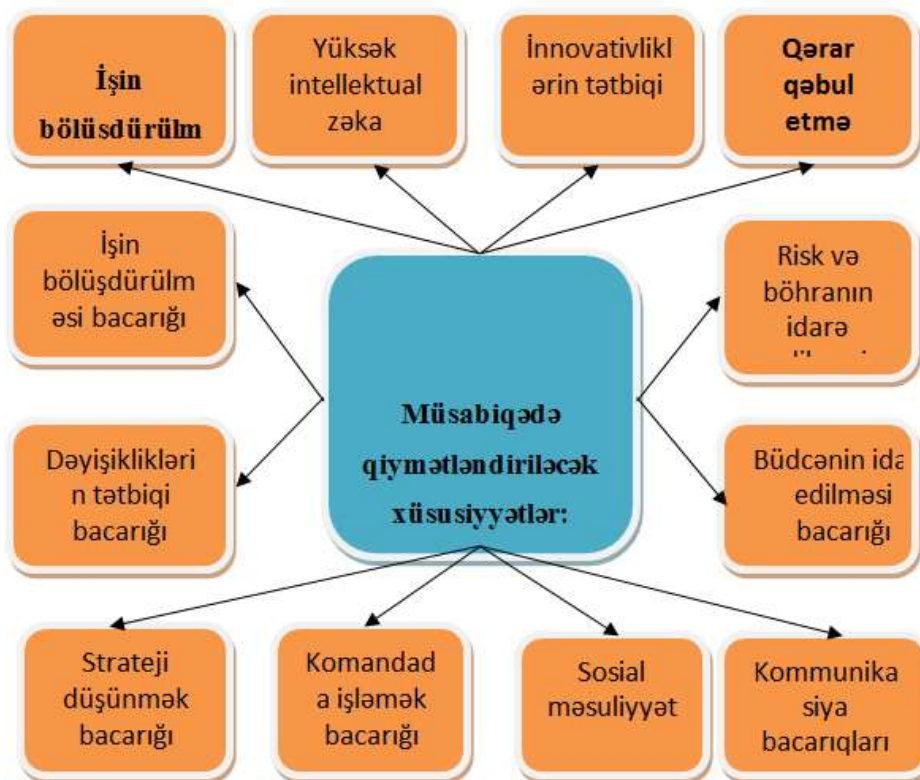 İşin
bölüsdürülm
Yüksək
intellektual
zəka
İnnovativlikl
ərin tətbiqi
Qərar
qəbul
etmə
İşin
bölüşdürülm
əsi bacarığı
Risk və
böhranın
idarə
Müsabiqədə
qiymətləndiriləcək
xüsusiyyətlər:
Dəyişiklikləri
n tətbiqi
bacarığı
Büdcənin ida
edilməsi
bacarığı
Strateji
düşünmək
bacarığı
Komandad
a işləmək
bacarığı
Sosial
məsuliyyət
Kommunika
siya
bacarıqları